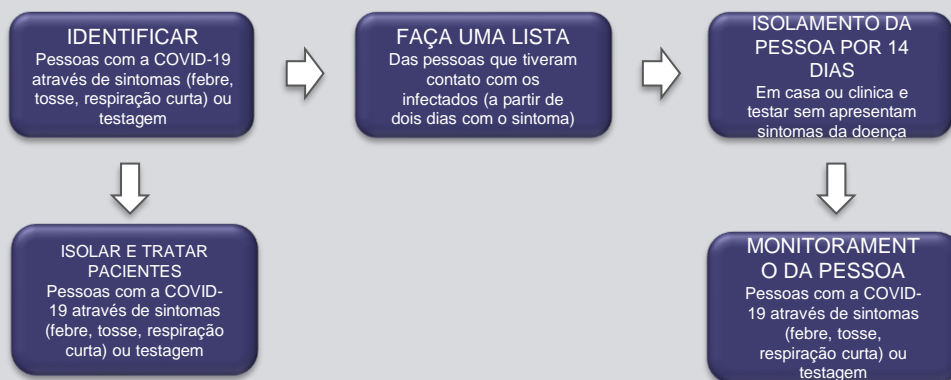 IDENTIFICAR
Pessoas com a COVID-19
através de sintomas (febre,
tosse, respiração curta) ou
testagem
FAÇA UMA LISTA
Das pessoas que tiveram
contato com os
infectados (a partir de
dois dias com o sintoma)
ISOLAMENTO DA
PESSOA POR 14
DIAS
Em casa ou clinica e
testar sem apresentam
sintomas da doença
ISOLAR E TRATAR
PACIENTES
Pessoas com a COVID-
19 através de sintomas
(febre, tosse, respiração
curta) ou testagem
MONITORAMENT
O DA PESSOA
Pessoas com a COVID-
19 através de sintomas
(febre, tosse,
respiração curta) ou
testagem